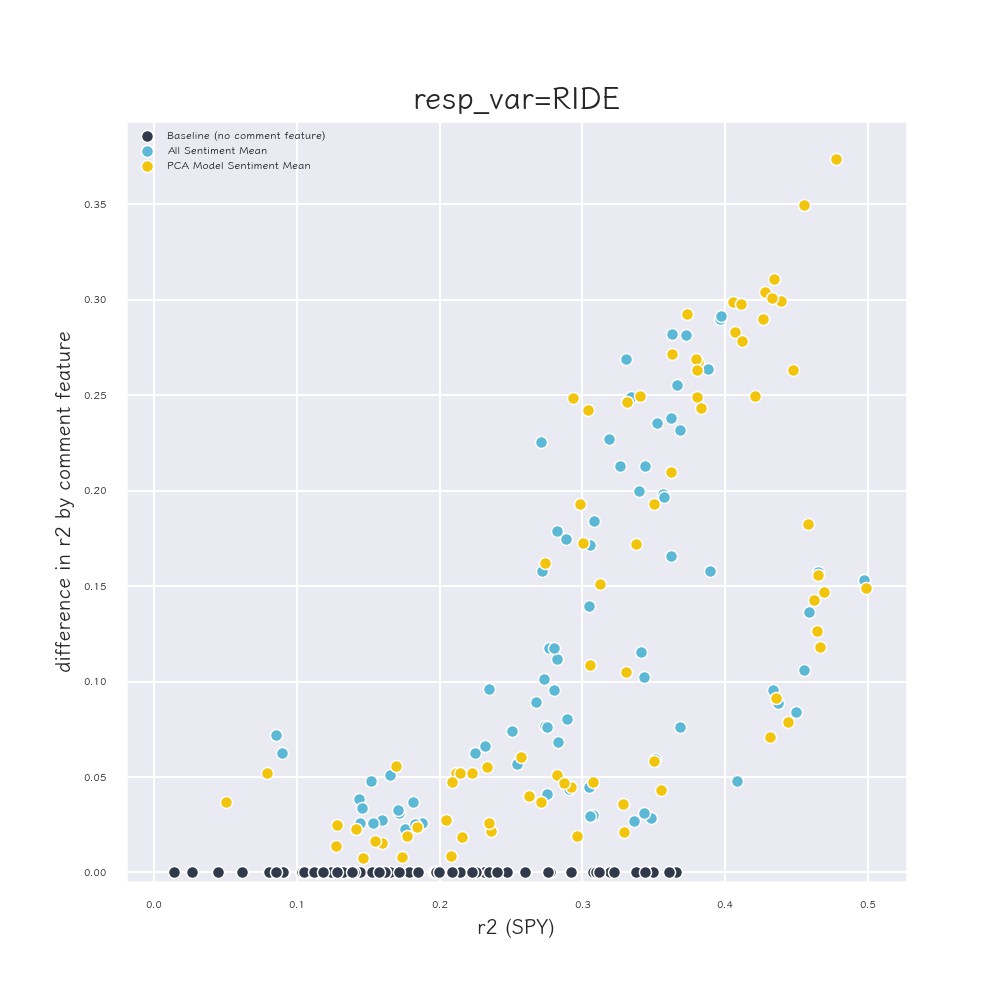 resp_var=RIDE
Baseline (no comment feature)
All Sentiment Mean
PCA Model Sentiment Mean
difference in r2 by comment feature
0.35
0.30
0.25
0.20
0.15
0.10
0.05
0.00
0.0
0.1
0.2
0.3
0.4
0.5
r2 (SPY)